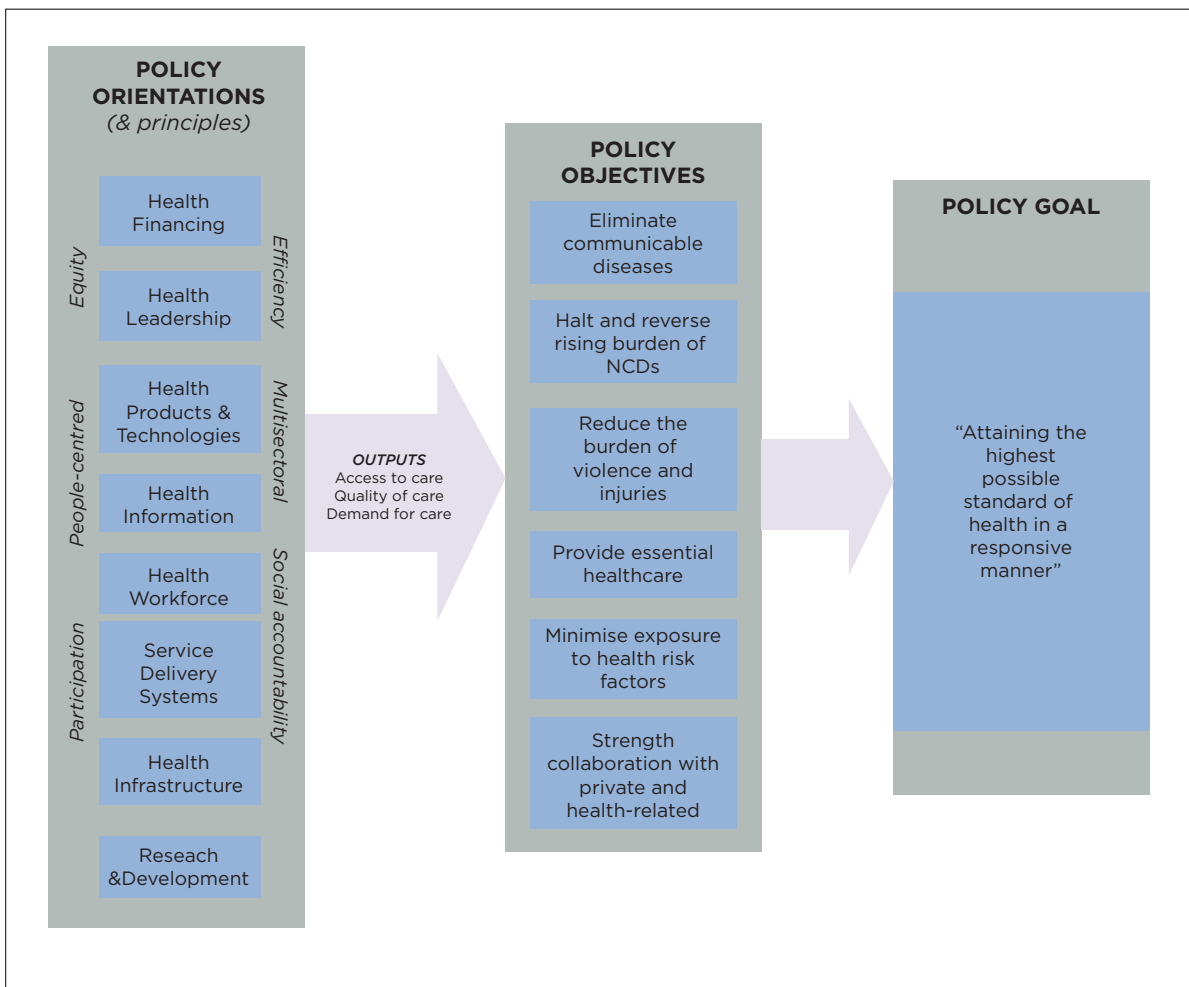 POLICY
ORIENTATIONS
(& principles)
Health
Financing
Health
Leadership
Health
Products &
Technologies
Health
Information
Health
Workforce
Service
Delivery
Systems
Health
Infrastructure
Reseach
&Development
Equity
People-centred
Participation
Efficiency
Multisectoral
Social accountability
OUTPUTS
Access to care
Quality of care
Demand for care
POLICY
OBJECTIVES
Eliminate
communicable
diseases
Halt and reverse
rising burden of
NCDs
Reduce the
burden of
violence and
injuries
Provide essential
healthcare
Minimise exposure
to health risk
factors
Strength
collaboration with
private and
health-related
POLICY GOAL
“Attaining the
highest
possible
standard of
health in a
responsive
manner”